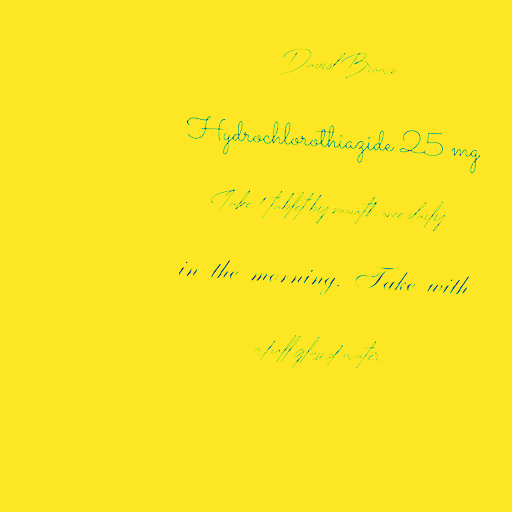 David Brown
Hydrochlorothiazide 25 mg
Take 1 tablet by mouth one daily
in the morning. Take with
a full glass of water